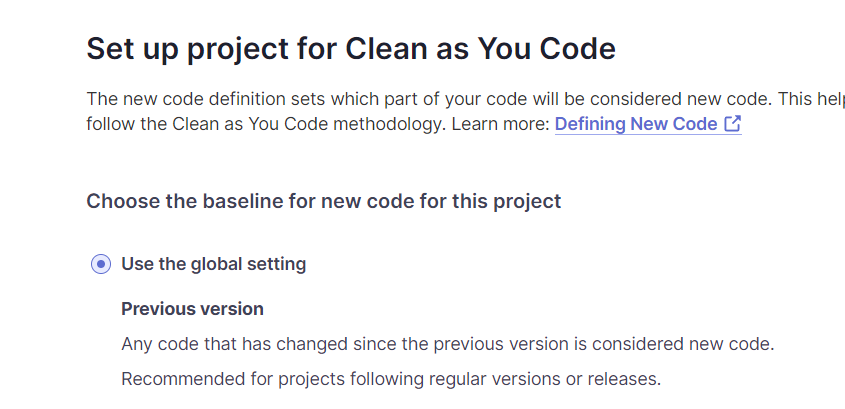 Set up project for Clean as You Code
The new code definition sets which part of your code will be considered new code. This
follow the Clean as You Code methodology. Learn more: Defining New Code
Choose the baseline for new code for this project
Use the global setting
Previous version
Any code that has changed since the previous version is considered new code.
Recommended for projects following regular versions or releases.